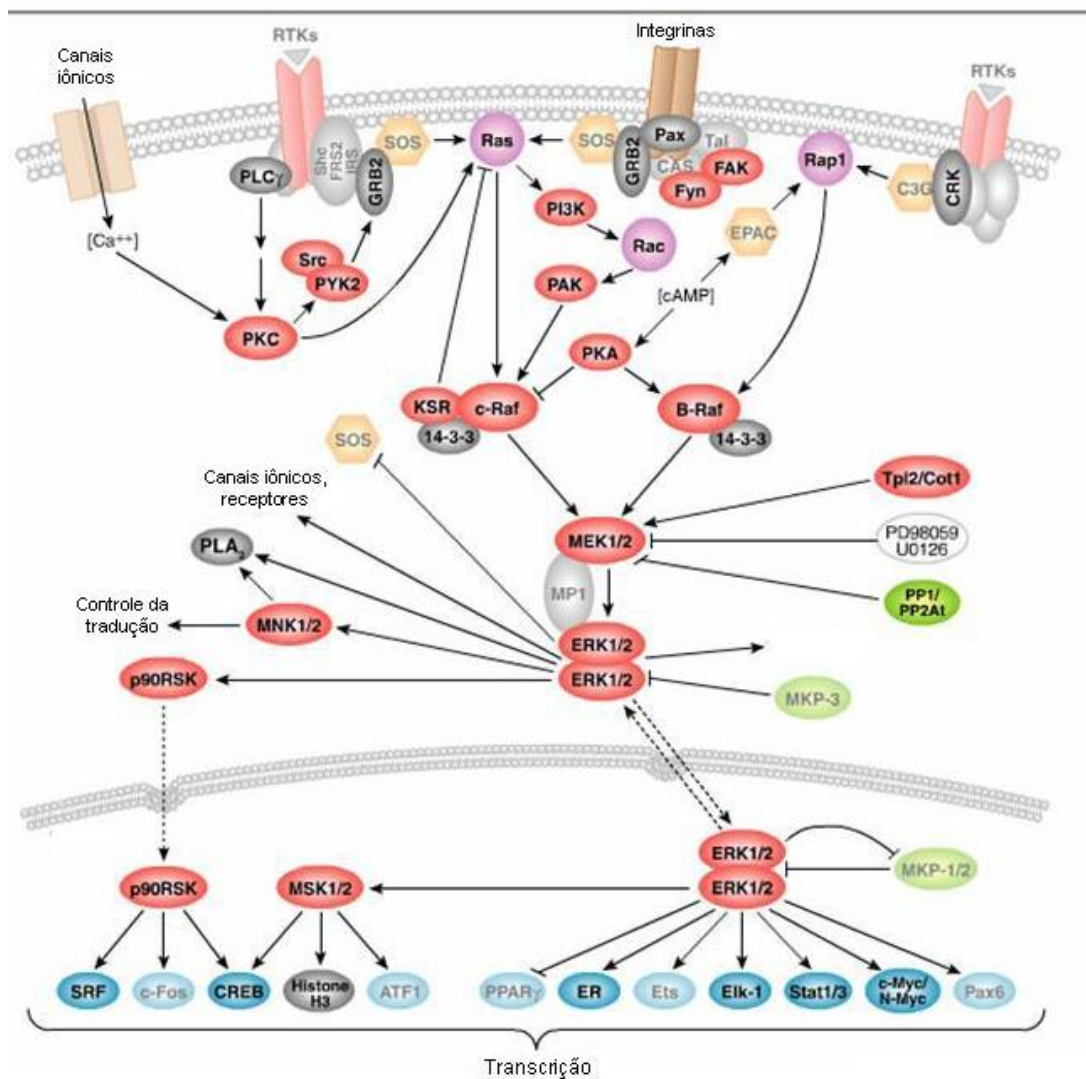 Canais
iônicos
RTKs
Integrinas
RTKs
SOS
Ras
SOS
GRB2
Pax
Tal
CAS
FAK
Fyn
Rap1
C3G
CRK
PLCγ
Shc
FRS2
IRS
GRB2
PI3K
EPAC
Rac
[Ca++]
Src
PYK2
PAK
[cAMP]
PKC
PKA
KSR
c-Raf
14-3-3
B-Raf
14-3-3
SOS
Canais iônicos,
receptores
Tpl2/Cot1
PLA2
MEK1/2
PD98059
U0126
MP1
PP1/
PP2At
Controle da
tradução
MNK1/2
ERK1/2
p90RSK
ERK1/2
MKP-3
ERK1/2
MKP-1/2
p90RSK
MSK1/2
ERK1/2
SRF
c-Fos
CREB
Histone
H3
ATF1
PPARγ
ER
Ets
Elk-1
Stat1/3
c-Myc/
N-Myc
Pax6
Transcrição